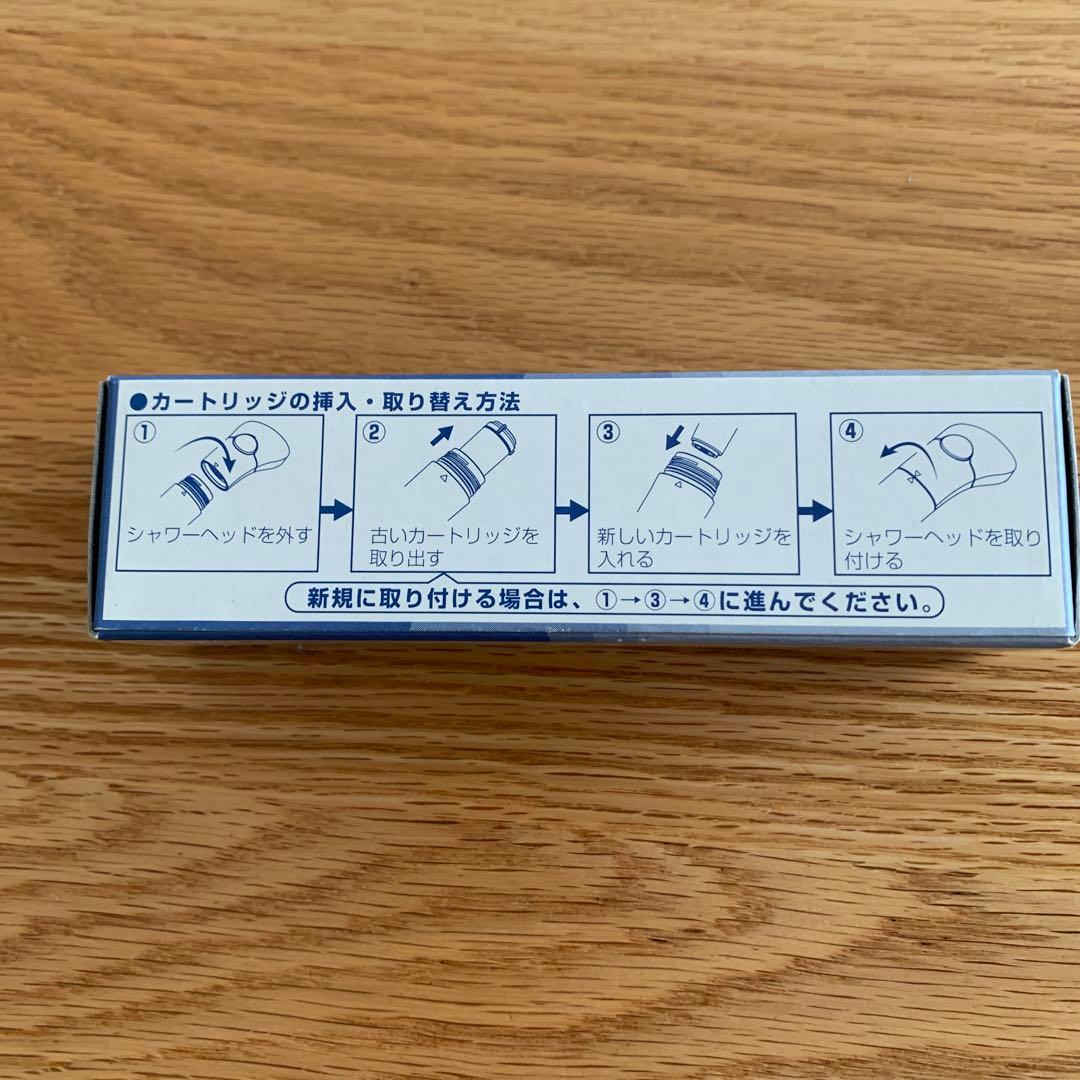 ●カートリッジの挿入・取り替え方法
①
シャワーヘッドを外す
②
古いカートリッジを
取り出す
③
新しいカートリッジを
入れる
④
シャワーヘッドを取り
付ける
新規に取り付ける場合は、①→③→④に進んでください。